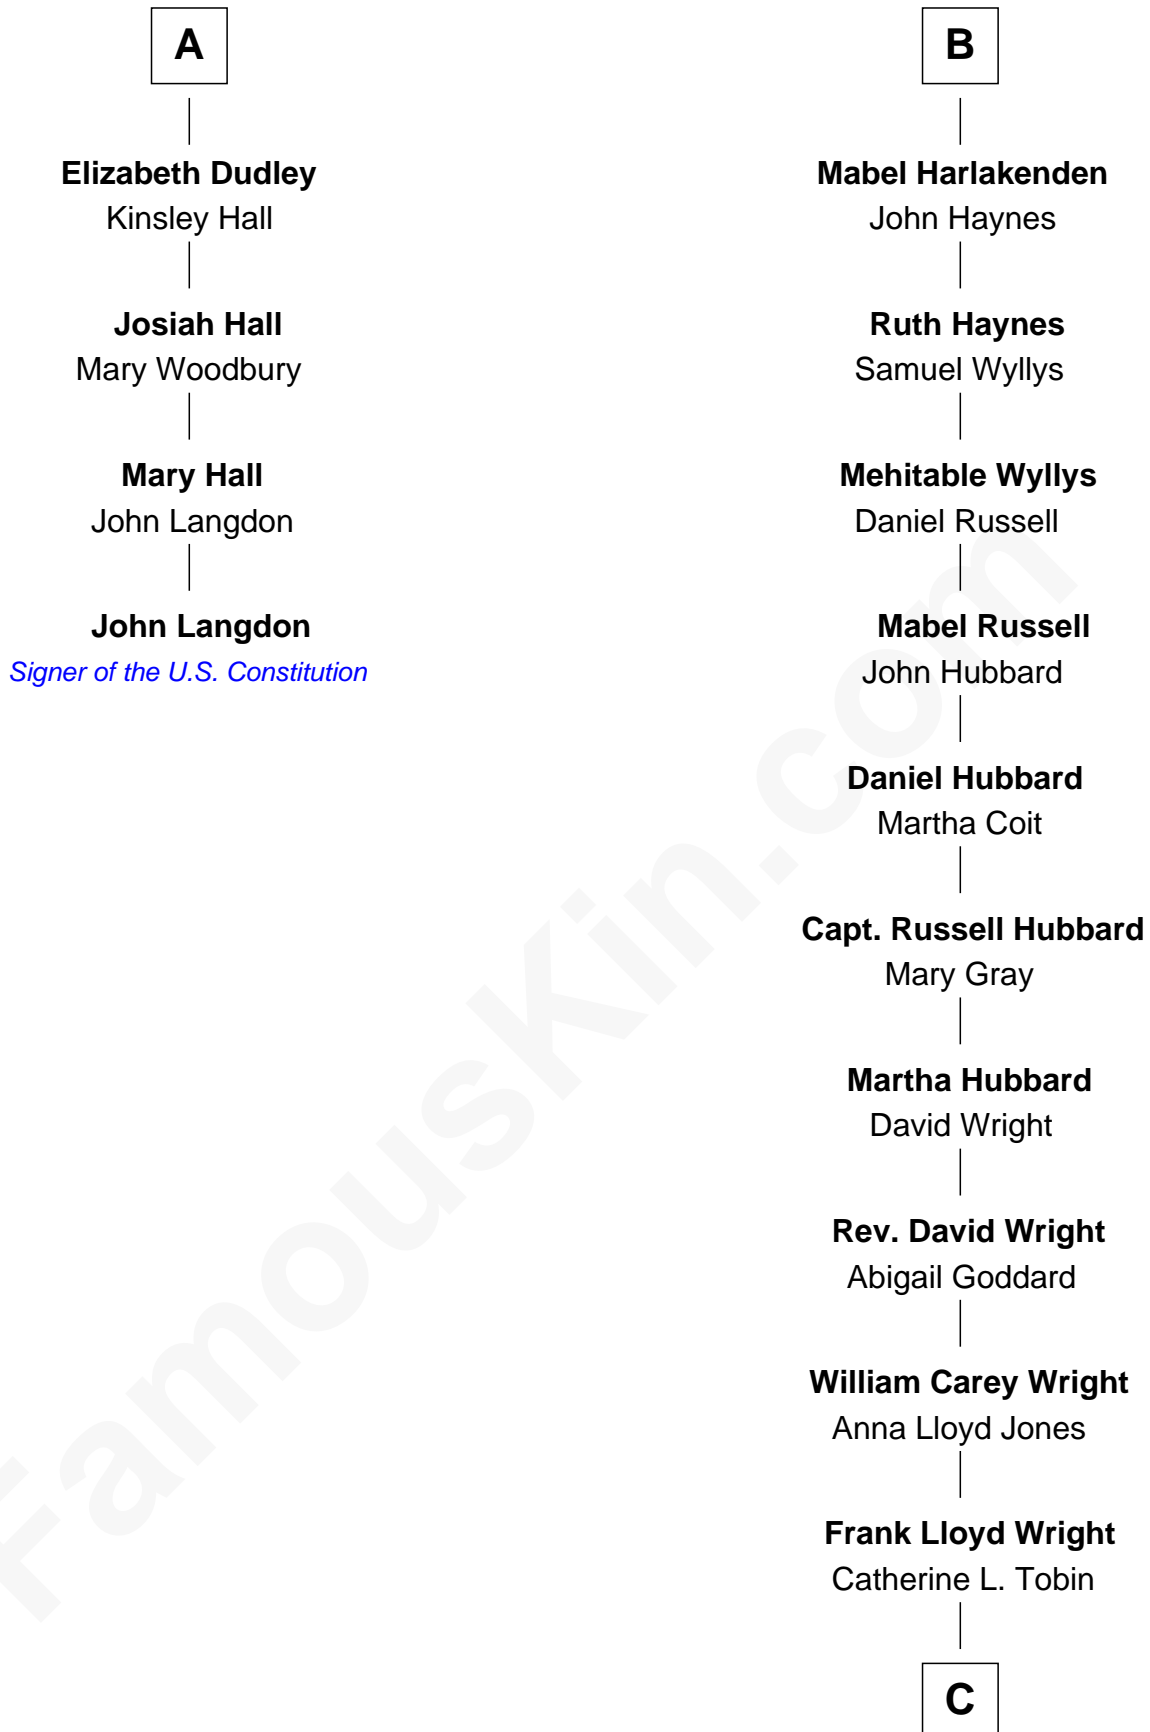 A
Elizabeth Dudley
Kinsley Hall
Josiah Hall
Mary Woodbury
Mary Hall
John Langdon
John Langdon
Signer of the U.S. Constitution
B
Mabel Harlakenden
John Haynes
Ruth Haynes
Samuel Wyllys
Mehitable Wyllys
Daniel Russell
Mabel Russell
John Hubbard
Daniel Hubbard
Martha Coit
Capt. Russell Hubbard
Mary Gray
Martha Hubbard
David Wright
Rev. David Wright
Abigail Goddard
William Carey Wright
Anna Lloyd Jones
Frank Lloyd Wright
Catherine L. Tobin
C
FamousKin.com